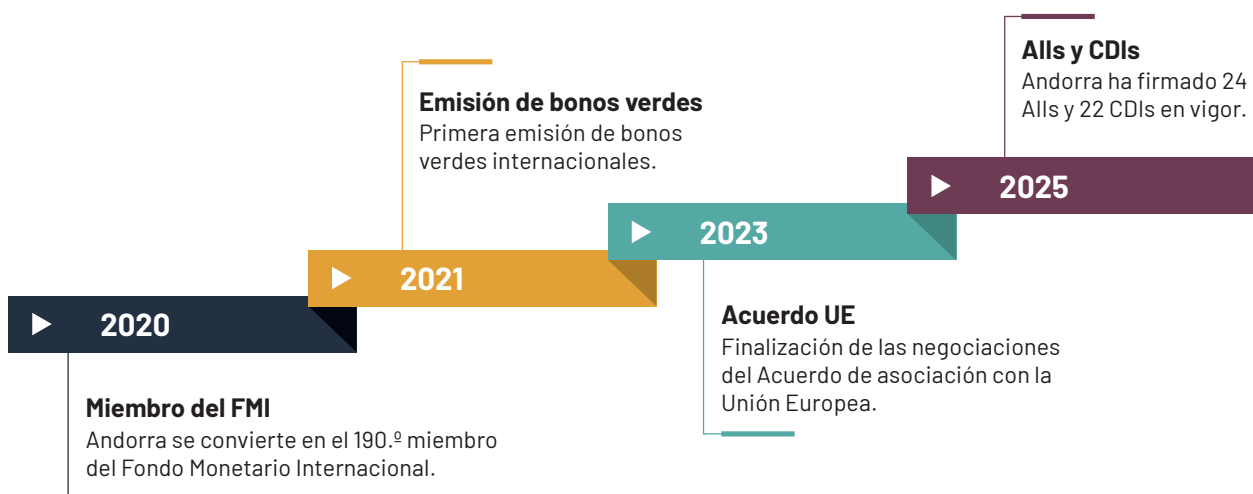 2020
Miembro del FMI
Andorra se convierte en el 190.º miembro
del Fondo Monetario Internacional.
2021
Emisión de bonos verdes
Primera emisión de bonos
verdes internacionales.
2023
Acuerdo UE
Finalización de las negociaciones
del Acuerdo de asociación con la
Unión Europea.
2025
AIIs y CDIs
Andorra ha firmado 24
AIIs y 22 CDIs en vigor.